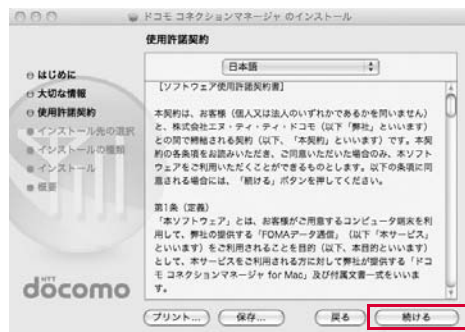 ドコモ コネクションマネージャ のインストール
使用許諾契約
はじめに
大切な情報
使用許諾契約
インストール先の選択
インストールの種類
インストール
概要
日本語
[ソフトウェア使用許諾契約書]
本契約は、お客様（個人又は法人のいずれかであるかを問いません）
と、株式会社エヌ・ティ・ティ・ドコモ（以下「弊社」といいます）
との間で締結される契約（以下、「本契約」といいます）です。本契
約の各条項をお読みいただき、ご同意いただいた場合のみ、本ソフト
ウェアをご利用いただくことができるものとします。以下の条項に同
意される場合には、「続ける」ボタンを押してください。
第1条（定義）
「本ソフトウェア」とは、お客様がご用意するコンピュータ端末を利
用して、弊社の提供する「FOMAデータ通信」（以下「本サービス」
といいます）をご利用されることを目的（以下、本目的といいます）
として、本サービスをご利用される方に対して弊社が提供する「ドコ
モ コネクションマネージャ for Mac」及び付属文書一式をいいま
す。
NTT
docomo
プリント...
保存...
戻る
続ける